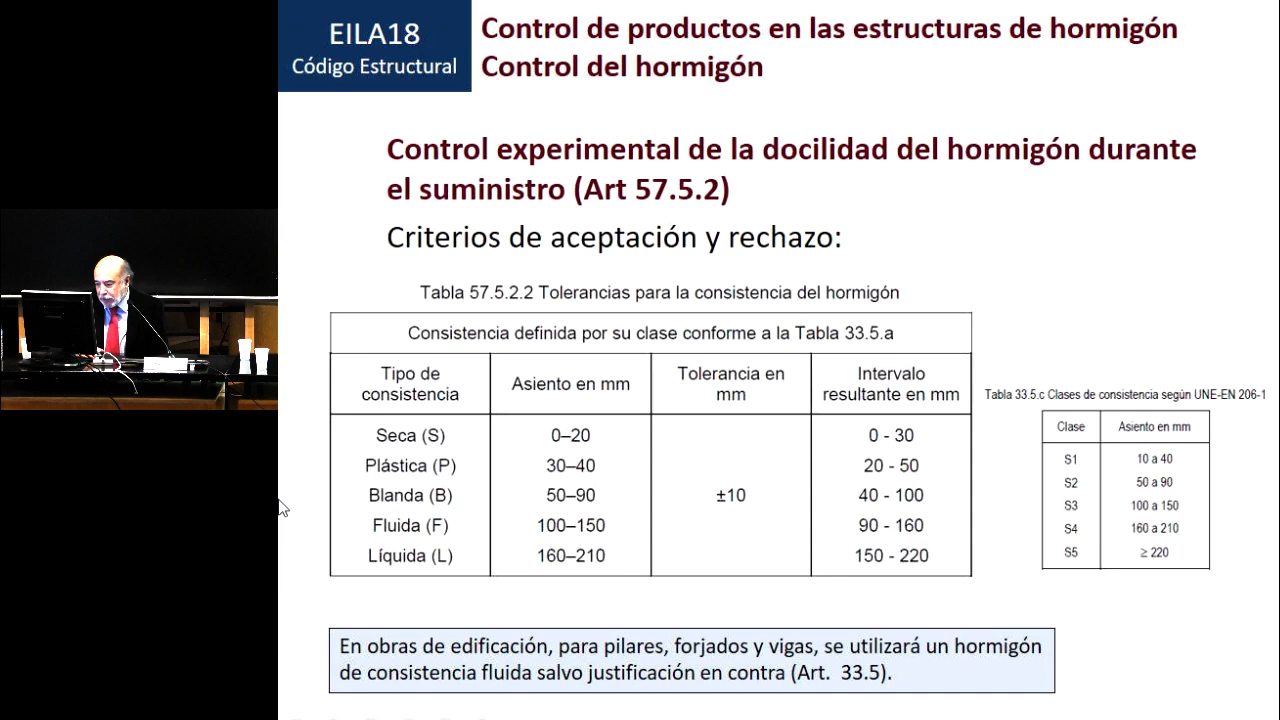 EILA18
Código Estructural
Control de productos en las estructuras de hormigón
Control del hormigón
Control experimental de la docilidad del hormigón durante
el suministro (Art 57.5.2)
Criterios de aceptación y rechazo:
Tabla 57.5.2.2 Tolerancias para la consistencia del hormigón
Consistencia definida por su clase conforme a la Tabla 33.5.a
Tipo de consistencia Asiento en mm Tolerancia en mm Intervalo resultante en mm
Seca (S) 0–20 0 - 30
Plástica (P) 30–40 20 - 50
Blanda (B) 50–90 ±10 40 - 100
Fluida (F) 100–150 90 - 160
Líquida (L) 160–210 150 - 220
Tabla 33.5.c Clases de consistencia según UNE-EN 206-1
Clase Asiento en mm
S1 10 a 40
S2 50 a 90
S3 100 a 150
S4 160 a 210
S5 ≥ 220
En obras de edificación, para pilares, forjados y vigas, se utilizará un hormigón
de consistencia fluida salvo justificación en contra (Art. 33.5).